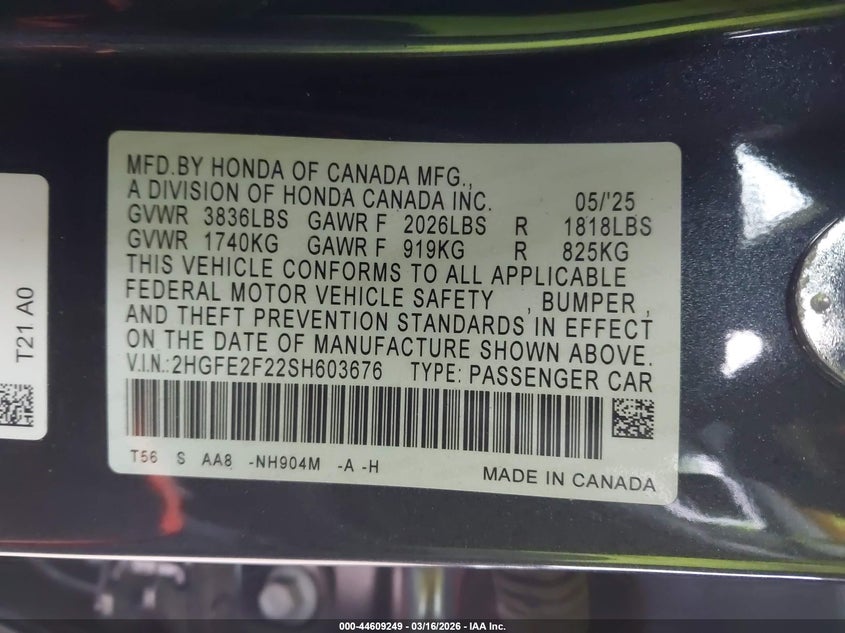 MFD.BY HONDA OF CANADA MFG.,
A DIVISION OF HONDA CANADA INC. 05/'25
GVWR 3836LBS GAWR F 2026LBS R 1818LBS
GVWR 1740KG GAWR F 919KG R 825KG
THIS VEHICLE CONFORMS TO ALL APPLICABLE
FEDERAL MOTOR VEHICLE SAFETY , BUMPER ,
AND THEFT PREVENTION STANDARDS IN EFFECT
ON THE DATE OF MANUFACTURE SHOWN ABOVE.
V.I.N.:2HGFE2F22SH603676 TYPE: PASSENGER CAR
T56 S AA8 -NH904M -A -H
MADE IN CANADA
T21 A0
000-44609249 - 03/16/2026 - IAA Inc.